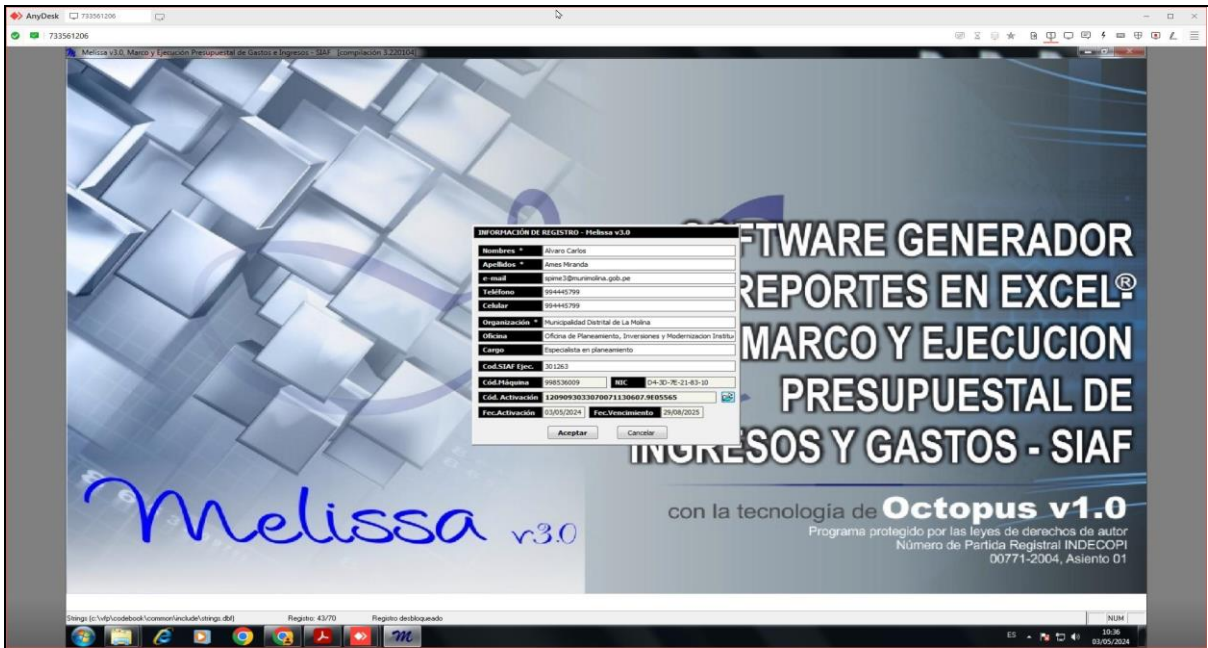 AnyDesk 733561206
733561206
Melissa v3.0, Marco y Ejecución Presupuestal de Gastos e Ingresos - SIAF [compilación 3.220104]
SOFTWARE GENERADOR
REPORTES EN EXCEL®
MARCO Y EJECUCION
PRESUPUESTAL DE
INGRESOS Y GASTOS - SIAF
INFORMACIÓN DE REGISTRO - Melissa v3.0
Nombres * Alvaro Carlos
Apellidos * Ames Miranda
e-mail spime3@munimolina.gob.pe
Teléfono 994445799
Celular 994445799
Organización * Municipalidad Distrital de La Molina
Oficina Oficina de Planeamiento, Inversiones y Modernizacion Institu
Cargo Especialista en planeamiento
Cod.SIAF Ejec. 301263
Cód.Máquina 998536009 NIC D4-3D-7E-21-83-10
Cód. Activación 1209093033070071130607.9E05565
Fec.Activación 03/05/2024 Fec.Vencimiento 29/08/2025
Aceptar Cancelar
Melissa v3.0
con la tecnologia de Octopus v1.0
Programa protegido por las leyes de derechos de autor
Número de Partida Registral INDECOPI
00771-2004, Asiento 01
Strings (c:\vfp\codebook\common\include\strings.dbf) Registro: 43/70 Registro desbloqueado NUM
ES 10:36
03/05/2024